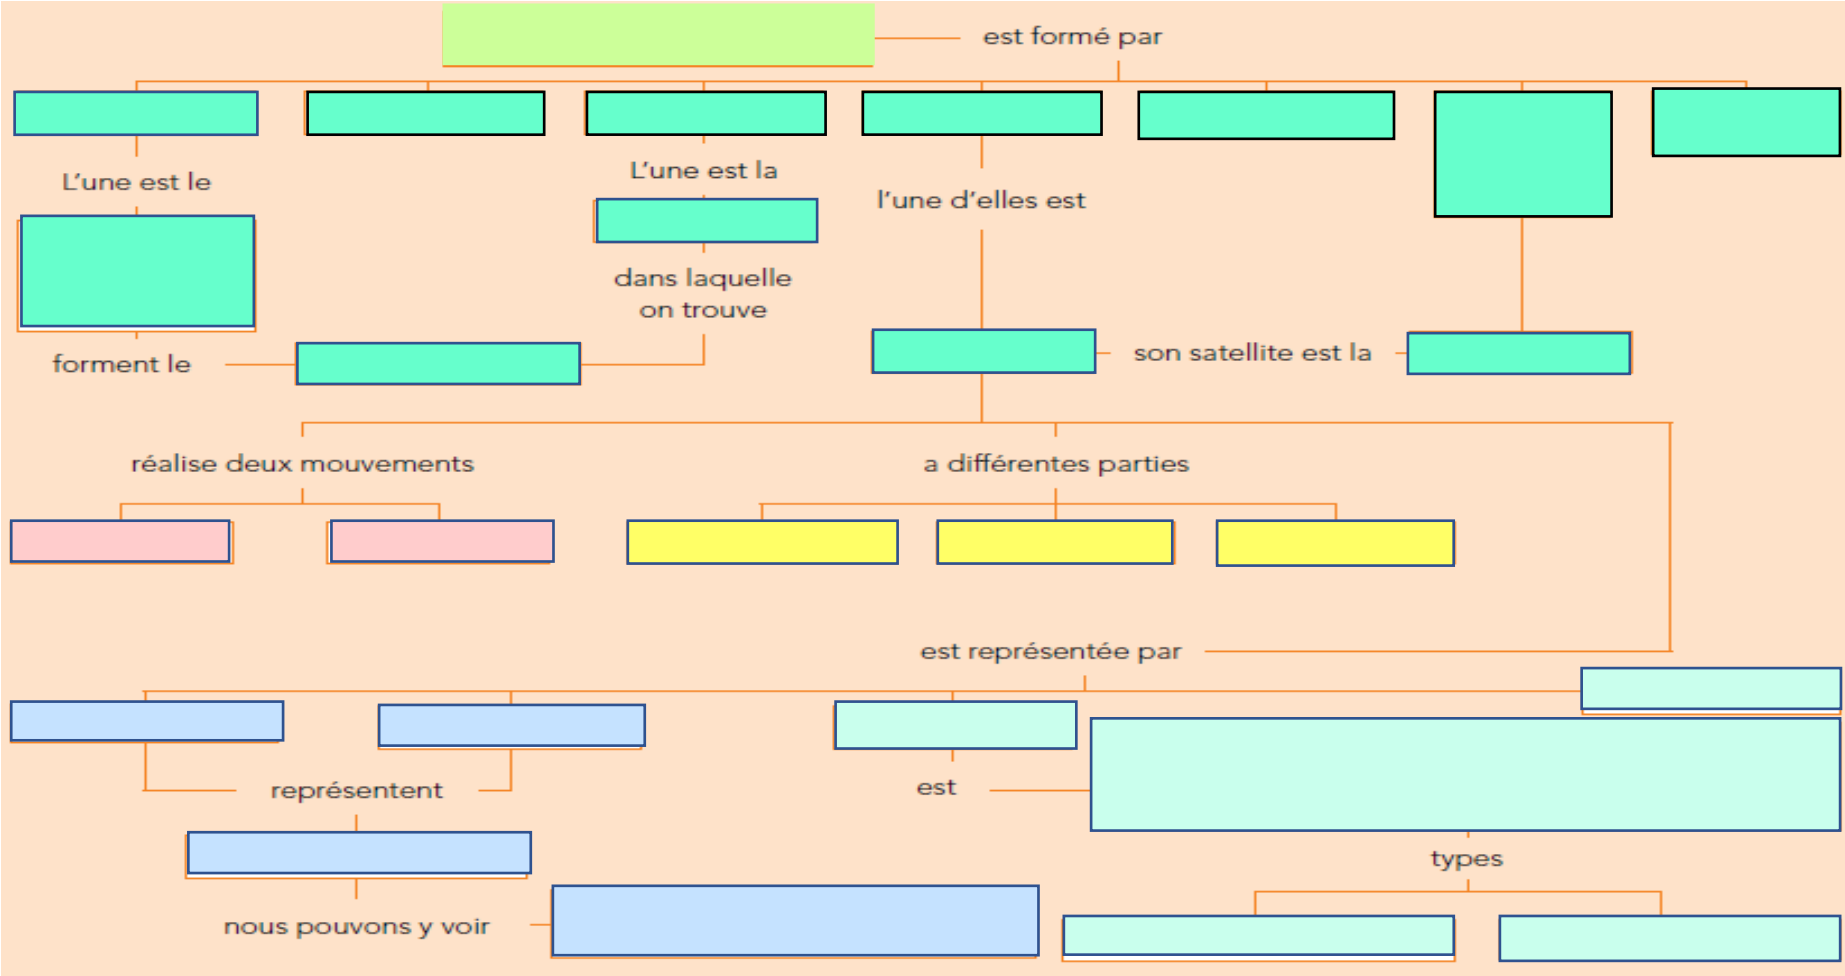 est formé par
L'une est le
L'une est la
l'une d'elles est
dans laquelle
on trouve
forment le
son satellite est la
réalise deux mouvements
a différentes parties
est représentée par
représentent
est
types
nous pouvons y voir